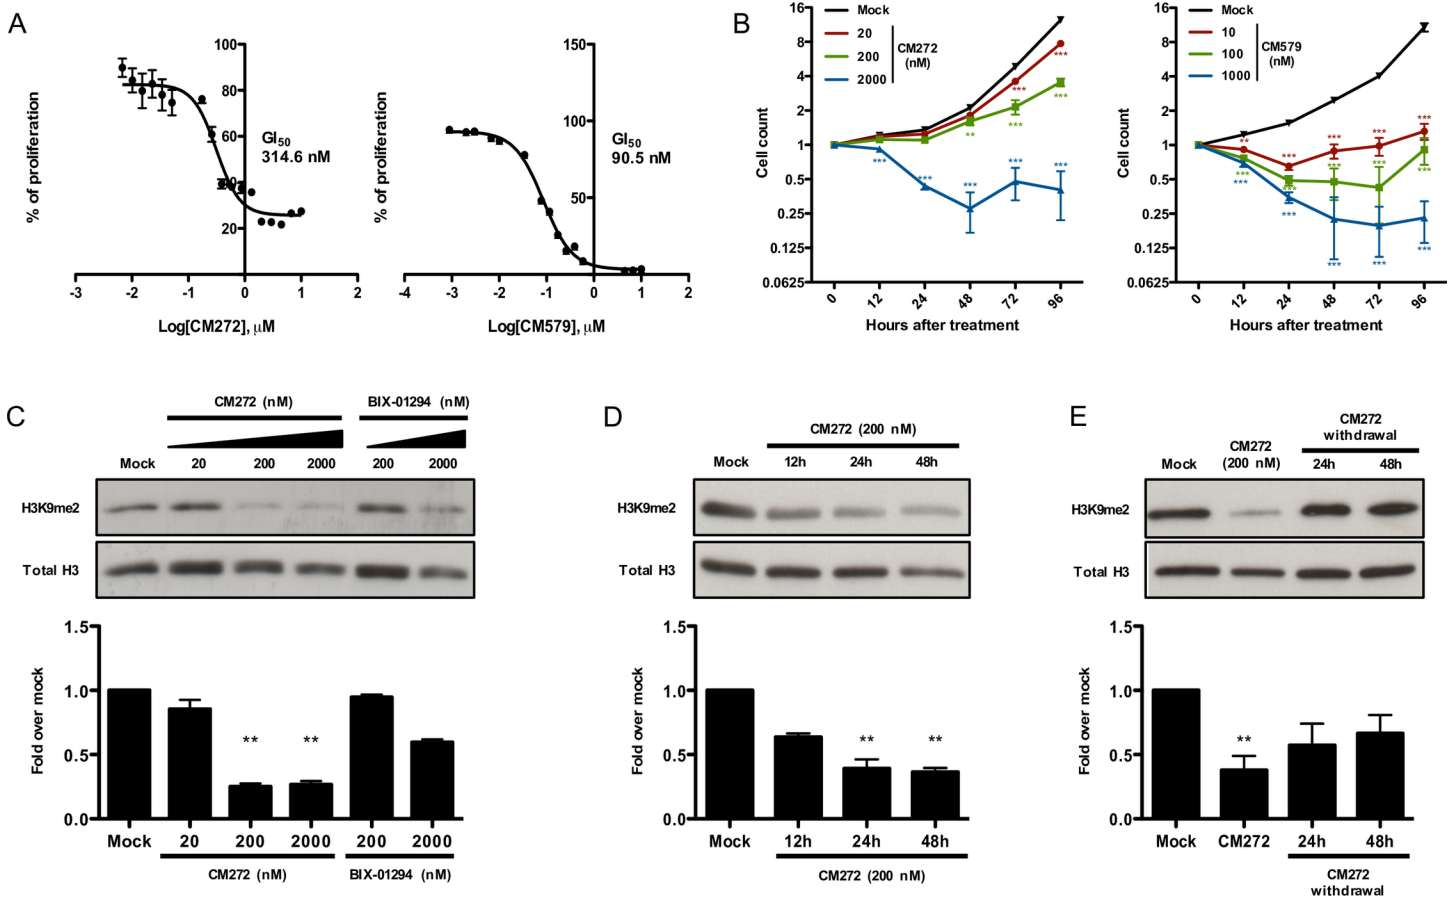 A
100
80
60
40
20
% of proliferation
GI50
314.6 nM
-3 -2 -1 0 1 2
Log[CM272], μM
150
100
50
% of proliferation
GI50
90.5 nM
-4 -3 -2 -1 0 1 2
Log[CM579], μM
B
16
8
4
2
1
0.5
0.25
0.125
0.0625
Cell count
Mock
20
200
2000
CM272
(nM)
***
***
***
***
**
***
***
***
***
***
0 12 24 48 72 96
Hours after treatment
16
8
4
2
1
0.5
0.25
0.125
0.0625
Cell count
Mock
10
100
1000
CM579
(nM)
**
***
***
***
***
***
***
***
***
***
***
***
***
***
***
0 12 24 48 72 96
Hours after treatment
C
CM272 (nM) BIX-01294 (nM)
Mock 20 200 2000 200 2000
H3K9me2
Total H3
1.5
1.0
0.5
0.0
Fold over mock
** **
Mock 20 200 2000 200 2000
CM272 (nM) BIX-01294 (nM)
D
CM272 (200 nM)
Mock 12h 24h 48h
H3K9me2
Total H3
1.5
1.0
0.5
0.0
Fold over mock
** **
Mock 12h 24h 48h
CM272 (200 nM)
E
CM272
withdrawal
CM272
(200 nM)
Mock 24h 48h
H3K9me2
Total H3
1.5
1.0
0.5
0.0
Fold over mock
**
Mock CM272 24h 48h
CM272
withdrawal